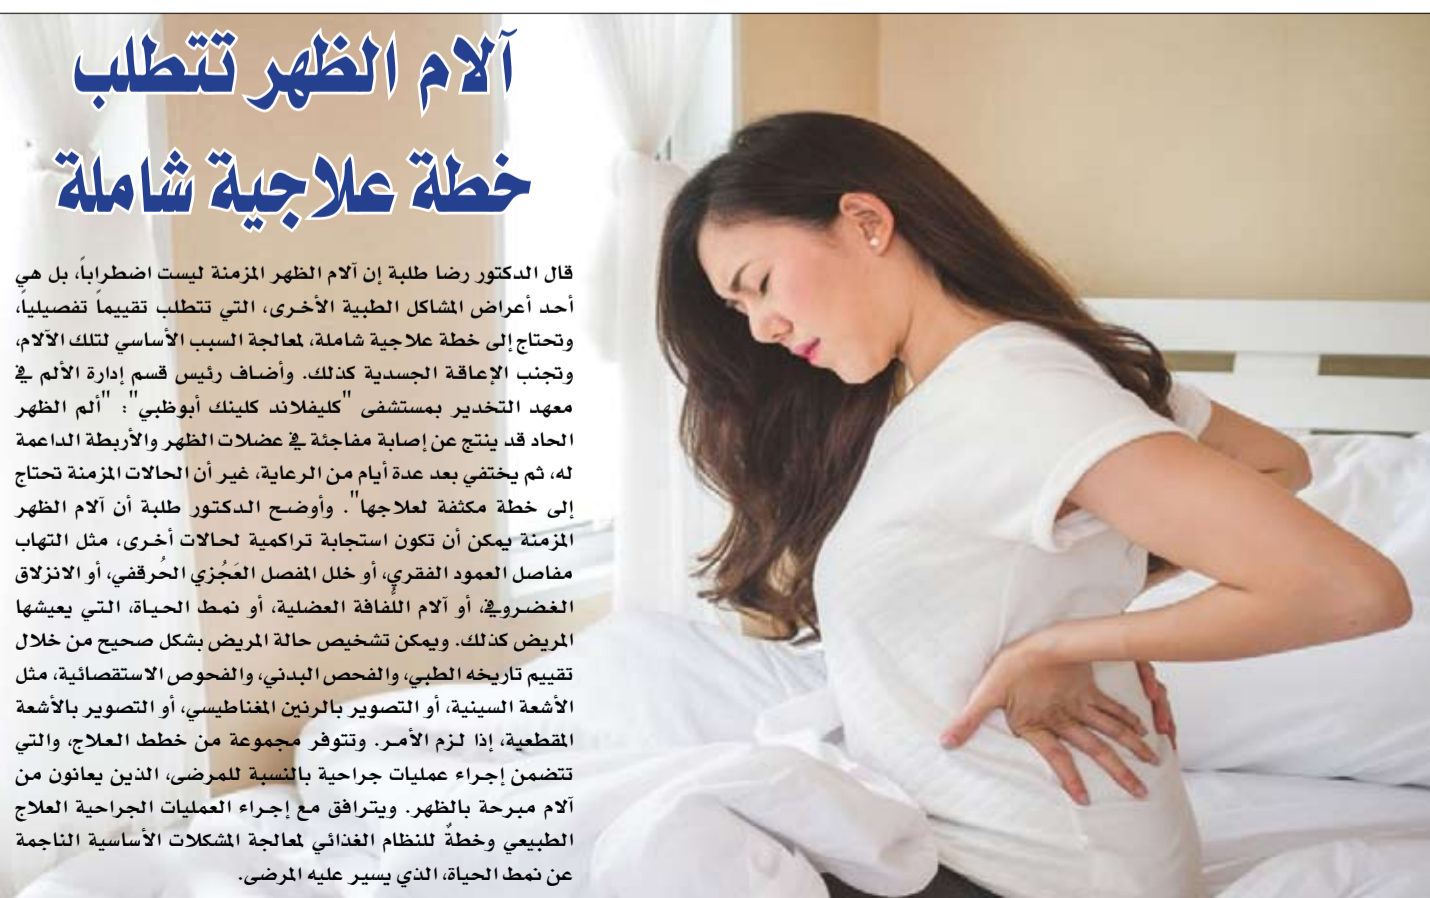 آلام الظهر تتطلب
خطة علاجية شاملة
قال الدكتور رضا طلبة إن آلام الظهر المزمنة ليست اضطراباً، بل هي
أحد أعراض المشاكل الطبية الأخرى، التي تتطلب تقييماً تفصيلياً،
وتحتاج إلى خطة علاجية شاملة، لمعالجة السبب الأساسي لتلك الآلام،
وتجنب الإعاقة الجسدية كذلك. وأضاف رئيس قسم إدارة الألم في
معهد التخدير بمستشفى "كليفلاند كلينك أبوظبي": "ألم الظهر
الحاد قد ينتج عن إصابة مفاجئة في عضلات الظهر والأربطة الداعمة
له، ثم يختفي بعد عدة أيام من الرعاية، غير أن الحالات المزمنة تحتاج
إلى خطة مكثفة لعلاجها". وأوضح الدكتور طلبة أن آلام الظهر
المزمنة يمكن أن تكون استجابة تراكمية لحالات أخرى، مثل التهاب
مفاصل العمود الفقري، أو خلل المفصل العَجُزي الحُرقفي، أو الانزلاق
الغضروفي، أو آلام اللُّفافة العضلية، أو نمط الحياة، التي يعيشها
المريض كذلك. ويمكن تشخيص حالة المريض بشكل صحيح من خلال
تقييم تاريخه الطبي، والفحص البدني، والفحوص الاستقصائية، مثل
الأشعة السينية، أو التصوير بالرنين المغناطيسي، أو التصوير بالأشعة
المقطعية، إذا لزم الأمر. وتتوفر مجموعة من خطط العلاج، والتي
تتضمن إجراء عمليات جراحية بالنسبة للمرضى، الذين يعانون من
آلام مبرحة بالظهر. ويترافق مع إجراء العمليات الجراحية العلاج
الطبيعي وخطةٌ للنظام الغذائي لمعالجة المشكلات الأساسية الناجمة
عن نمط الحياة، الذي يسير عليه المرضى.